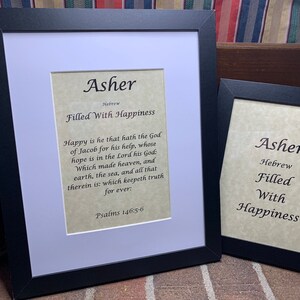 Asher
Hebrew
Filled With Happiness
Happy is he that hath the God
of Jacob for his help, whose
hope is in the Lord his God:
Which made heaven, and
earth, the sea, and all that
therein is: which keepeth truth
for ever:
Psalms 146:5-6
Asher
Hebrew
Filled
With
Happiness